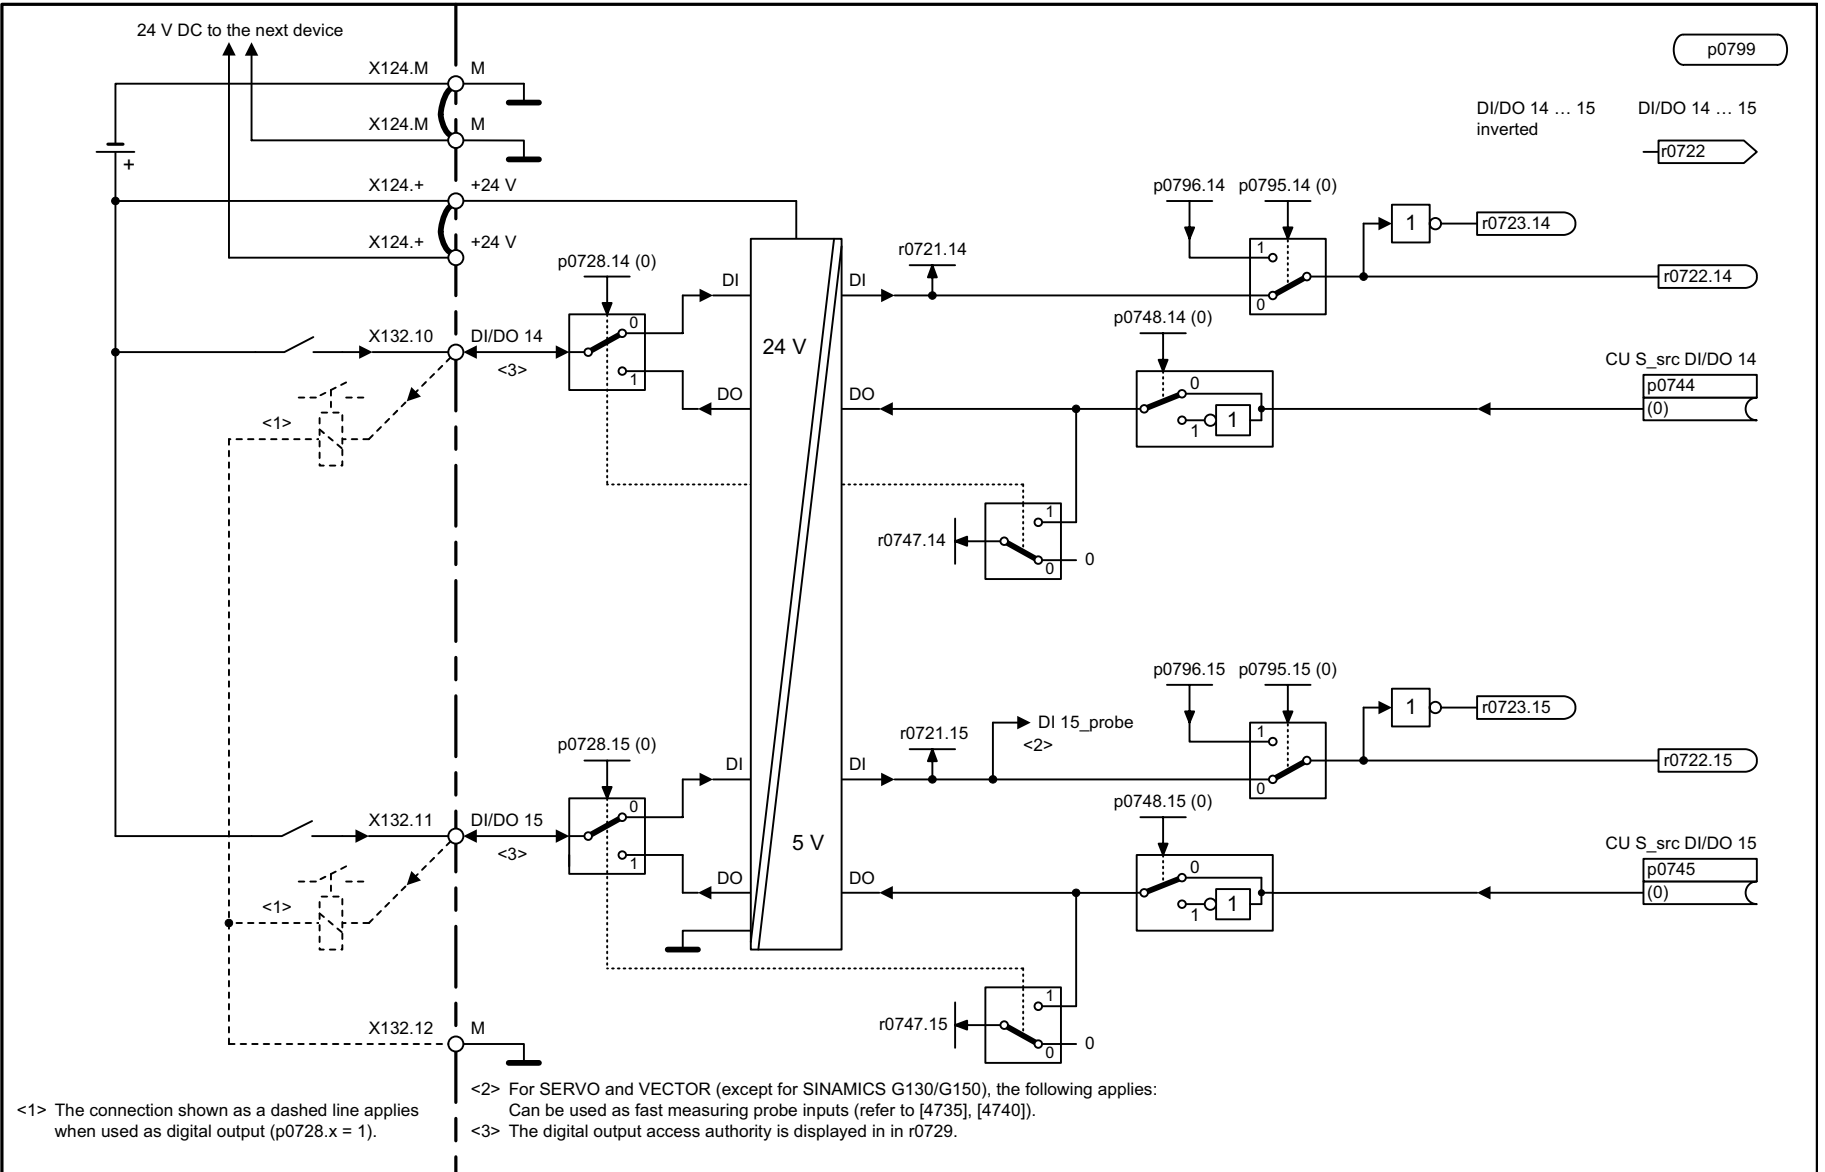 24 V DC to the next device
p0799
X124.M M
X124.M M
+
X124.+ +24 V
X124.+ +24 V
DI/DO 14 … 15
inverted
DI/DO 14 … 15
r0722
p0796.14 p0795.14 (0)
1
0
1
r0723.14
r0722.14
r0721.14
p0728.14 (0)
DI DI
0
1
X132.10 DI/DO 14
<3>
24 V
DO DO
p0748.14 (0)
0
1
1
CU S_src DI/DO 14
p0744
(0)
<1>
r0747.14
1
0
0
p0796.15 p0795.15 (0)
1
0
1
r0723.15
r0722.15
r0721.15
DI 15_probe
<2>
p0728.15 (0)
DI DI
0
1
X132.11 DI/DO 15
<3>
5 V
DO DO
p0748.15 (0)
0
1
1
CU S_src DI/DO 15
p0745
(0)
<1>
r0747.15
1
0
0
X132.12 M
<1> The connection shown as a dashed line applies
when used as digital output (p0728.x = 1).
<2> For SERVO and VECTOR (except for SINAMICS G130/G150), the following applies:
Can be used as fast measuring probe inputs (refer to [4735], [4740]).
<3> The digital output access authority is displayed in in r0729.